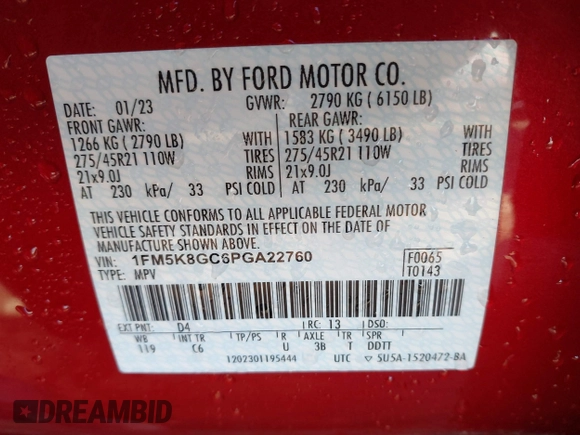 MFD. BY FORD MOTOR CO.
DATE: 01/23 GVWR: 2790 KG ( 6150 LB)
FRONT GAWR: REAR GAWR:
1266 KG ( 2790 LB) WITH 1583 KG ( 3490 LB) WITH
275/45R21 110W TIRES 275/45R21 110W TIRES
21x9.0J RIMS 21x9.0J RIMS
AT 230 kPa/ 33 PSI COLD AT 230 kPa/ 33 PSI COLD
THIS VEHICLE CONFORMS TO ALL APPLICABLE FEDERAL MOTOR
VEHICLE SAFETY STANDARDS IN EFFECT ON THE DATE OF
MANUFACTURE SHOWN ABOVE.
VIN: 1FM5K8GC6PGA22760 F0065
TYPE: MPV T0143
EXT PNT: D4 RC: 13 DSO:
WB INT TR TP/PS R AXLE TR SPR
119 C6 U 3B T DDTT
1202301195444 UTC ▽ SU5A-1520472-BA
DREAMBID